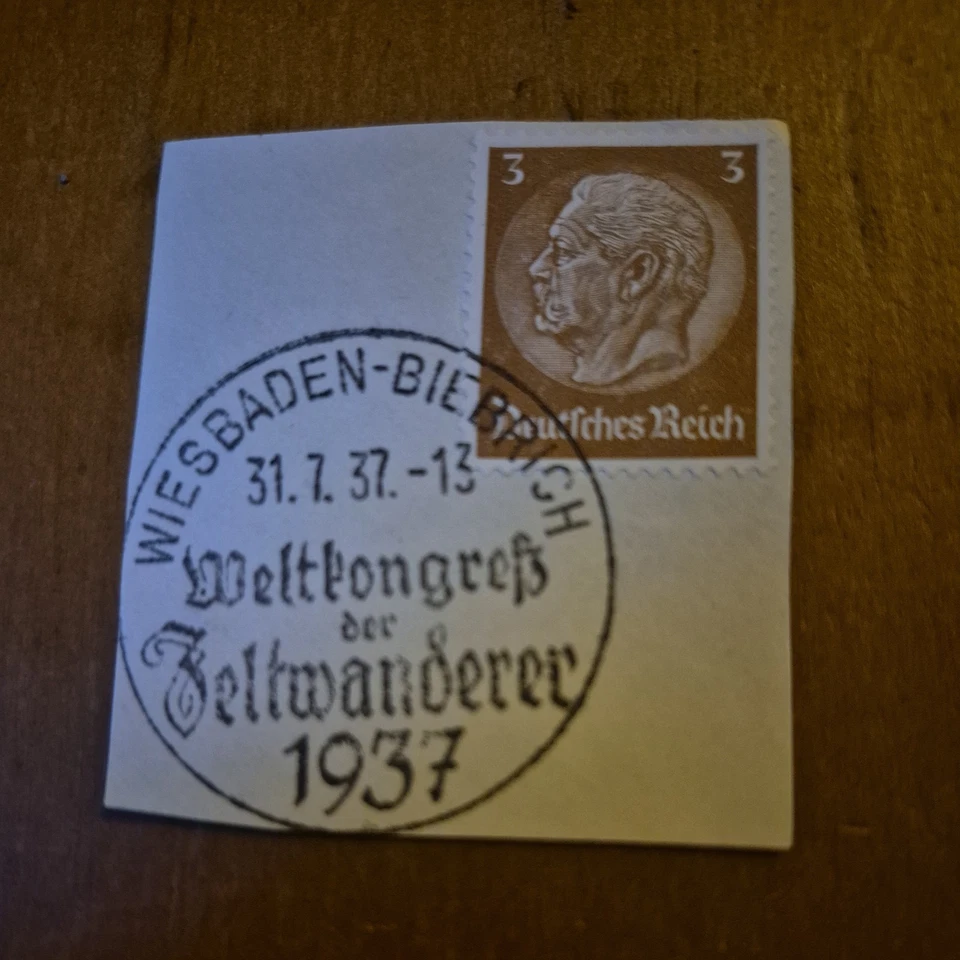 3 3
Deutsches Reich
WIESBADEN-BIEBRICH
31.7.37.-13
Weltkongreß
der
Zeltwanderer
1937